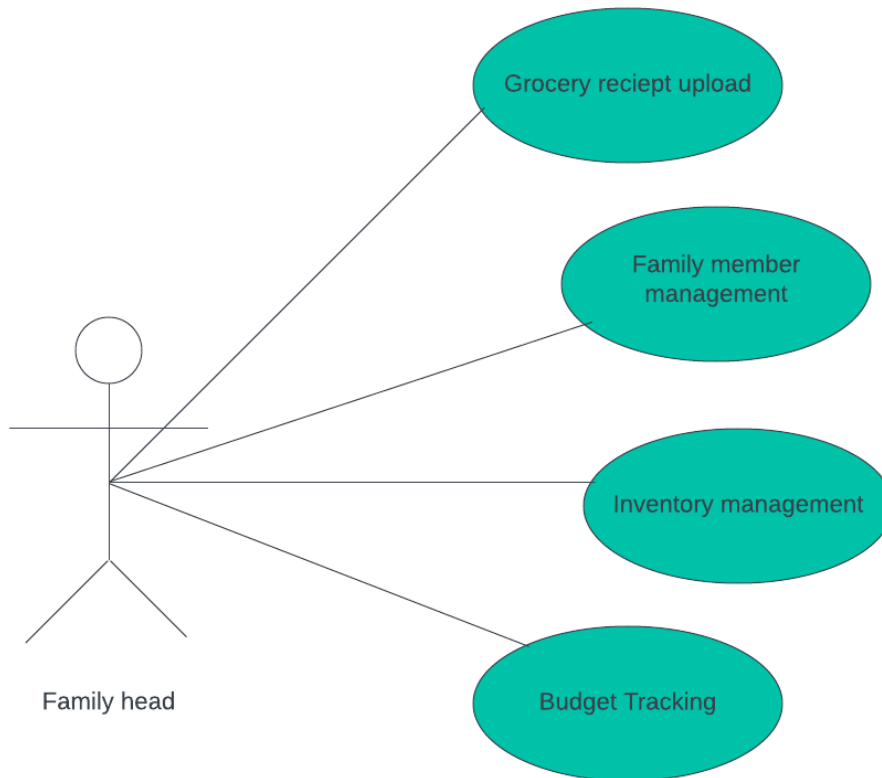 Grocery reciept upload
Family member
management
Inventory management
Family head
Budget Tracking